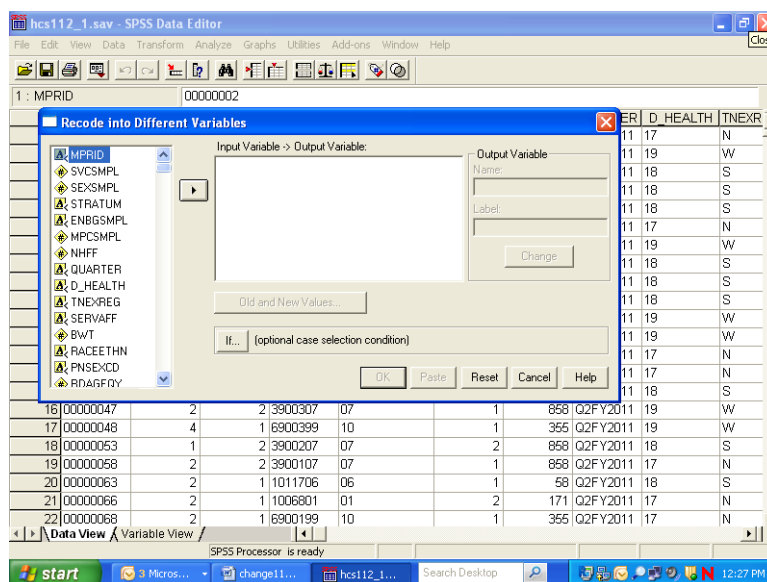 hcs112_1.sav - SPSS Data Editor
File Edit View Data Transform Analyze Graphs Utilities Add-ons Window Help
Clos
1 : MPRID 00000002
ER D_HEALTH TNEXR
Recode into Different Variables
MPRID
SVCSMPL
SEXSMPL
STRATUM
ENBGSMPL
MPCSMPL
NHFF
QUARTER
D_HEALTH
TNEXREG
SERVAFF
BWT
RACEETHN
PNSEXCD
RDAGEQY
Input Variable -> Output Variable:
Output Variable
Name:
Label:
Change
Old and New Values...
If... (optional case selection condition)
OK Paste Reset Cancel Help
11 17 N
11 19 W
11 18 S
11 18 S
11 18 S
11 17 N
11 19 W
11 18 S
11 18 S
11 18 S
11 19 W
11 19 W
11 17 N
11 17 N
11 18 S
16 00000047 2 2 3900307 07 1 858 Q2FY2011 19 W
17 00000048 4 1 6900399 10 1 355 Q2FY2011 19 W
18 00000053 1 2 3900207 07 2 858 Q2FY2011 18 S
19 00000058 2 2 3900107 07 1 858 Q2FY2011 17 N
20 00000063 2 1 1011706 06 1 58 Q2FY2011 18 S
21 00000066 2 1 1006801 01 2 171 Q2FY2011 17 N
22 00000068 2 1 6900199 10 1 355 Q2FY2011 17 N
Data View Variable View
SPSS Processor is ready
start 3 Micros... change11... hcs112_1... Search Desktop 12:27 PM